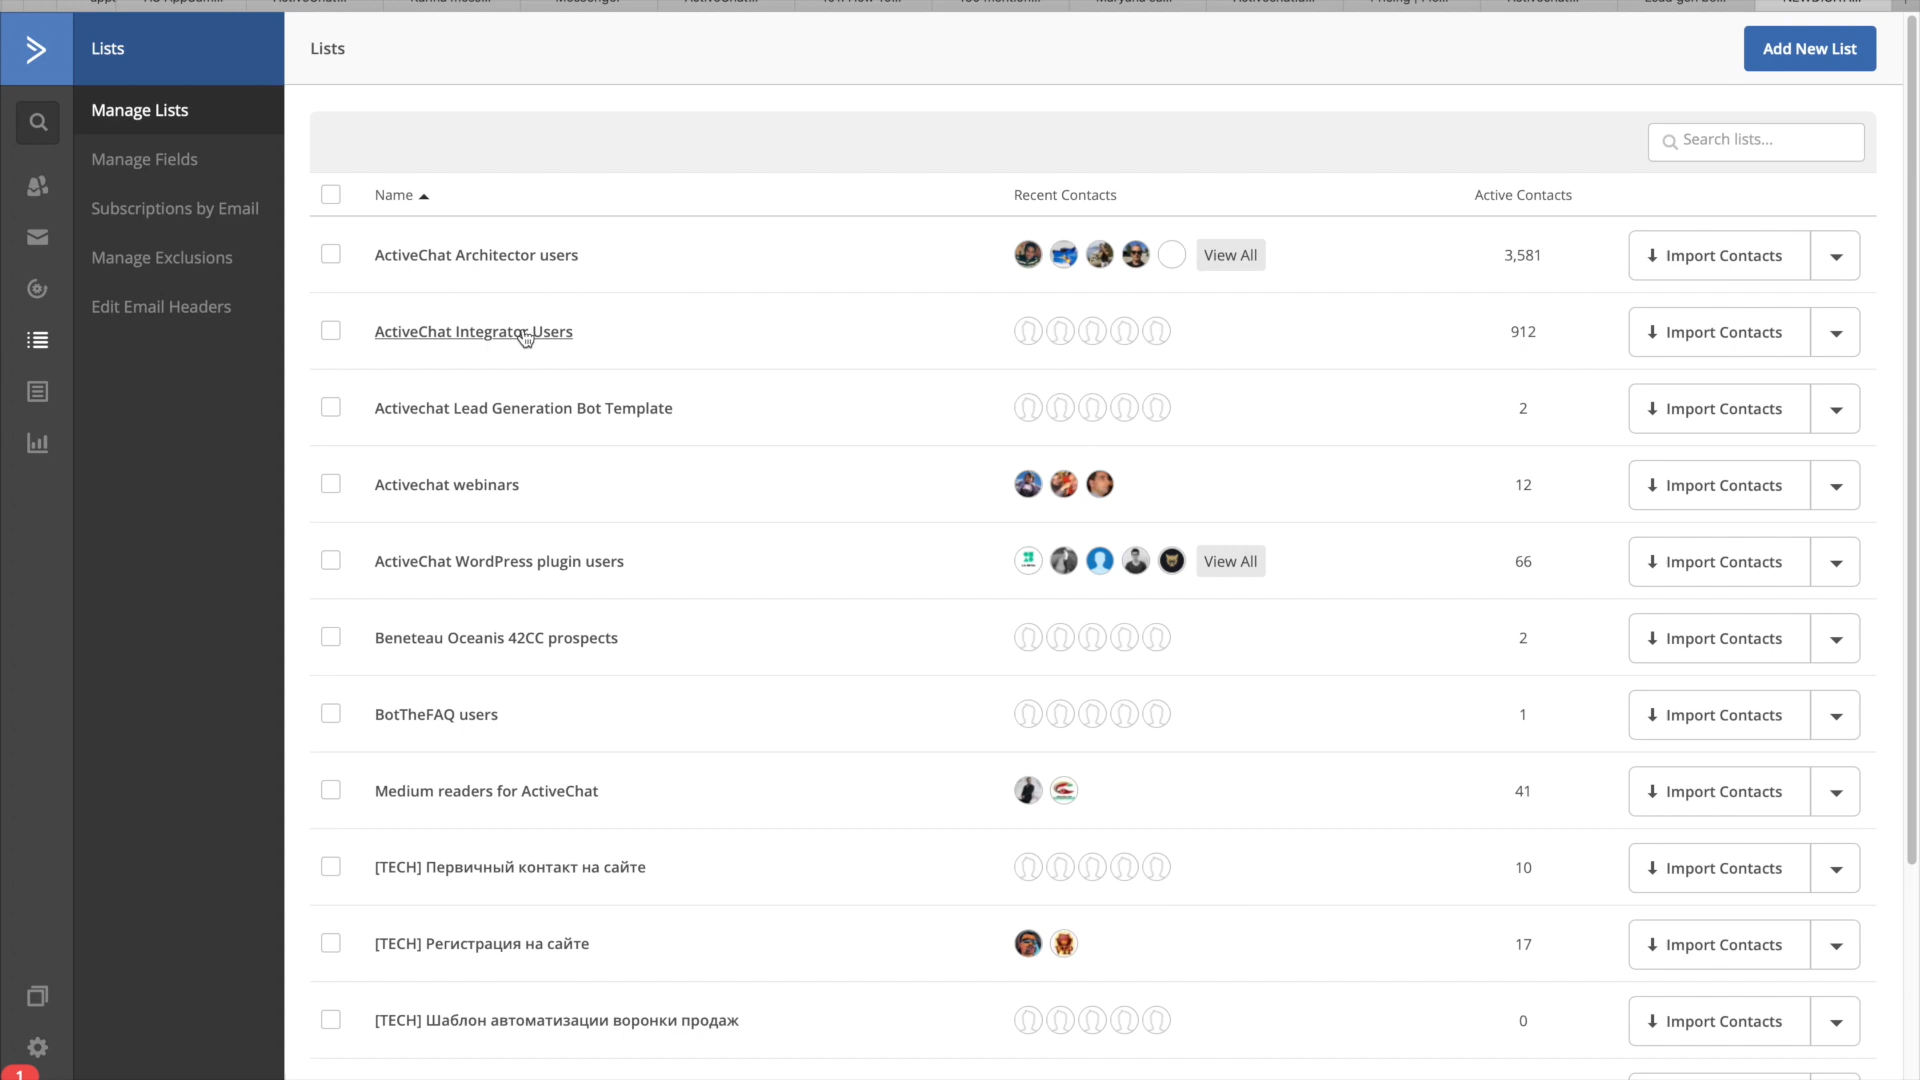 Lists
Lists
Add New List
Manage Lists
Manage Fields
Subscriptions by Email
Manage Exclusions
Edit Email Headers
Search lists...
Name Recent Contacts Active Contacts
ActiveChat Architector users View All 3,581 Import Contacts
ActiveChat Integrator Users 912 Import Contacts
Activechat Lead Generation Bot Template 2 Import Contacts
Activechat webinars 12 Import Contacts
ActiveChat WordPress plugin users View All 66 Import Contacts
Beneteau Oceanis 42CC prospects 2 Import Contacts
BotTheFAQ users 1 Import Contacts
Medium readers for ActiveChat 41 Import Contacts
[TECH] Первичный контакт на сайте 10 Import Contacts
[TECH] Регистрация на сайте 17 Import Contacts
[TECH] Шаблон автоматизации воронки продаж 0 Import Contacts
1